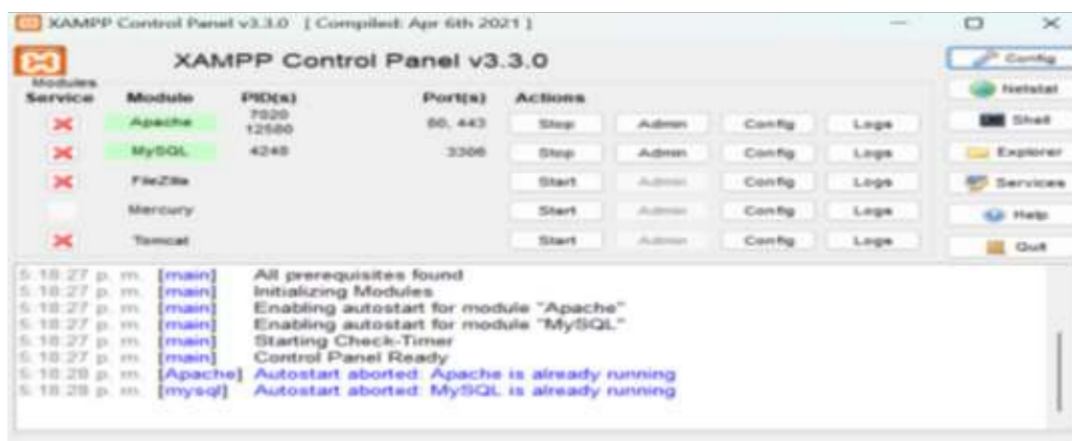 XAMPP Control Panel v3.3.0 [ Compiled: Apr 6th 2021 ]
XAMPP Control Panel v3.3.0
Config
Modules
Service Module PID(s) Port(s) Actions
Netstat
Apache 7020 12580 80, 443 Stop Admin Config Logs
Shell
MySQL 4248 3306 Stop Admin Config Logs
Explorer
FileZilla Start Admin Config Logs
Services
Mercury Start Admin Config Logs
Help
Tomcat Start Admin Config Logs
Quit
5:18:27 p. m. [main] All prerequisites found
5:18:27 p. m. [main] Initializing Modules
5:18:27 p. m. [main] Enabling autostart for module "Apache"
5:18:27 p. m. [main] Enabling autostart for module "MySQL"
5:18:27 p. m. [main] Starting Check-Timer
5:18:27 p. m. [main] Control Panel Ready
5:18:28 p. m. [Apache] Autostart aborted: Apache is already running
5:18:28 p. m. [mysql] Autostart aborted: MySQL is already running